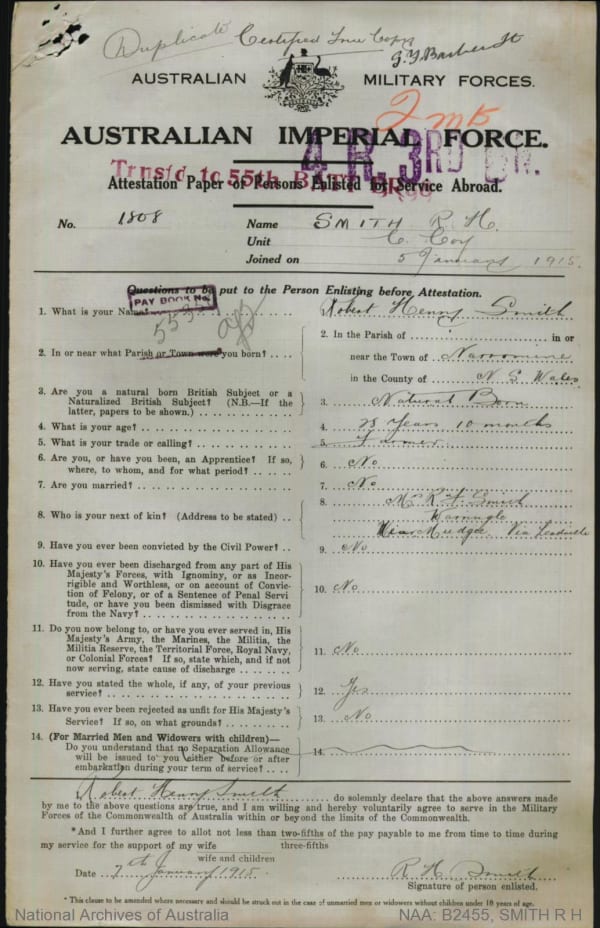 Duplicate Certified True Copy
AUSTRALIAN MILITARY FORCES.
2 mb
AUSTRALIAN IMPERIAL FORCE.
4 R. 3RD BN.
Transf'd to 55th BATT
Attestation Paper of Persons Enlisted for Service Abroad.
No. 1808 Name SMITH R. H.
Unit C. Coy
Joined on 5 January 1915.
Questions to be put to the Person Enlisting before Attestation.
PAY BOOK No.
1. What is your Name? Robert Henry Smith
2. In or near what Parish or Town were you born? 2. In the Parish of in or
near the Town of Narromine
in the County of N S Wales
3. Are you a natural born British Subject or a
Naturalized British Subject? (N.B.—If the
latter, papers to be shown.) 3. Natural Born
4. What is your age? 4. 28 Years 10 months
5. What is your trade or calling? 5. Farmer
6. Are you, or have you been, an Apprentice? If so,
where, to whom, and for what period? 6. No
7. Are you married? 7. No
8. Who is your next of kin? (Address to be stated) 8. Smith
Mudgee Via Leadville
9. Have you ever been convicted by the Civil Power? 9. No
10. Have you ever been discharged from any part of His
Majesty's Forces, with Ignominy, or as Incor-
rigible and Worthless, or on account of Convic-
tion of Felony, or of a Sentence of Penal Servi
tude, or have you been dismissed with Disgrace
from the Navy? 10. No
11. Do you now belong to, or have you ever served in, His
Majesty's Army, the Marines, the Militia, the
Militia Reserve, the Territorial Force, Royal Navy,
or Colonial Forces? If so, state which, and if not
now serving, state cause of discharge 11. No
12. Have you stated the whole, if any, of your previous
service? 12. Yes
13. Have you ever been rejected as unfit for His Majesty's
Service? If so, on what grounds? 13. No
14. (For Married Men and Widowers with children)—
Do you understand that no Separation Allowance
will be issued to you either before or after
embarkation during your term of service? 14.
I Robert Henry Smith do solemnly declare that the above answers made
by me to the above questions are true, and I am willing and hereby voluntarily agree to serve in the Military
Forces of the Commonwealth of Australia within or beyond the limits of the Commonwealth.
*And I further agree to allot not less than two-fifths of the pay payable to me from time to time during
three-fifths
my service for the support of my wife
wife and children
Date 7th January 1915. R H Smith
Signature of person enlisted.
*This clause to be amended where necessary and should be struck out in the case of unmarried men or widowers without children under 18 years of age.
National Archives of Australia NAA: B2455, SMITH R H